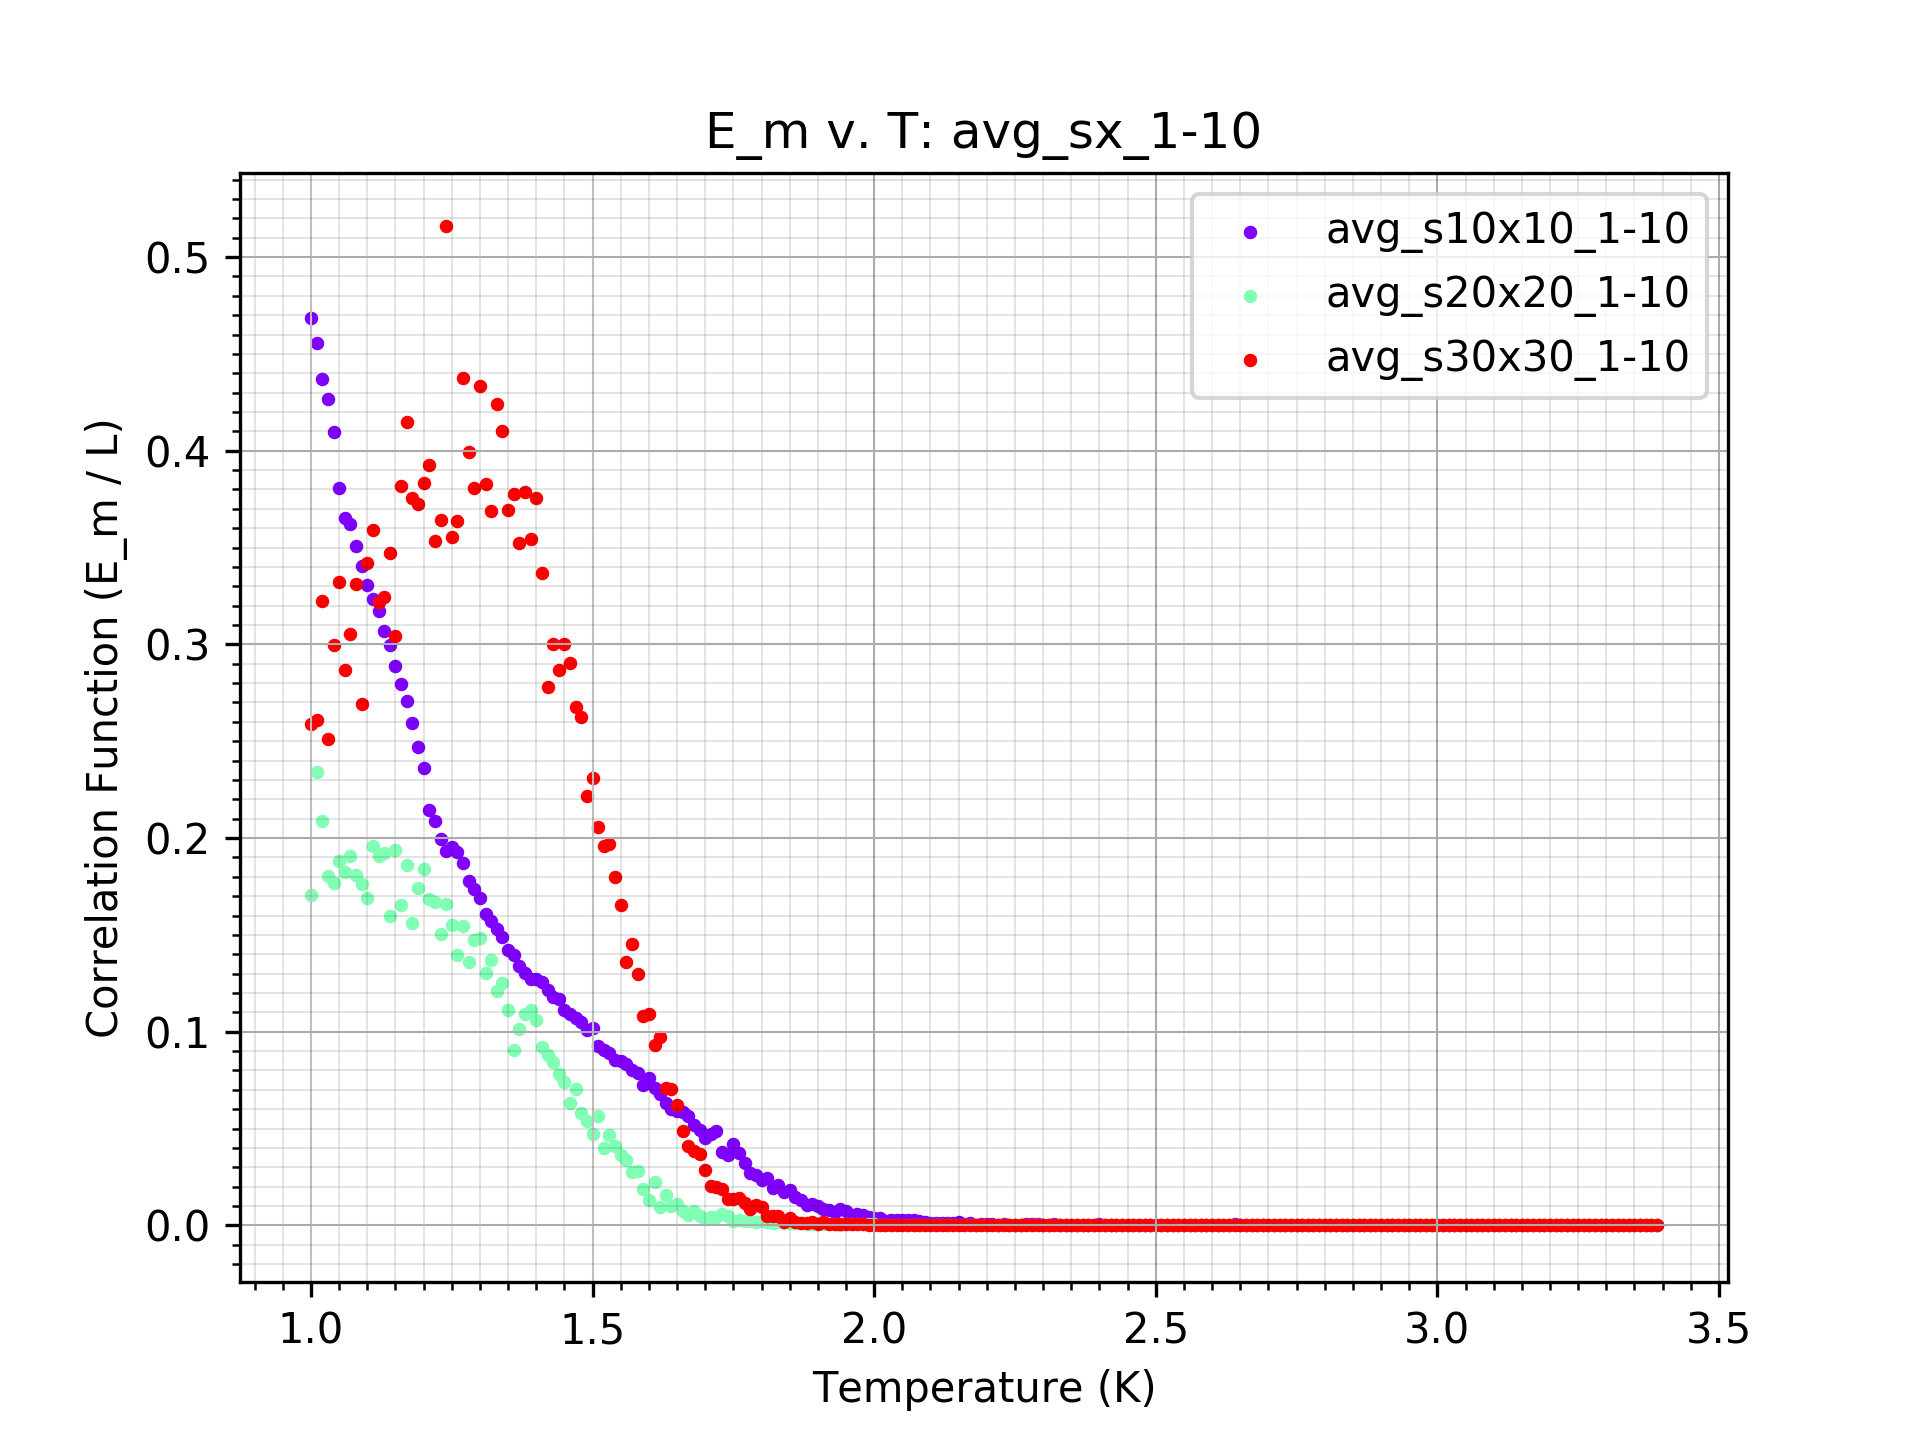 E_m v. T: avg_sx_1-10
avg_s10x10_1-10
avg_s20x20_1-10
avg_s30x30_1-10
Correlation Function (E_m / L)
0.5
0.4
0.3
0.2
0.1
0.0
1.0 1.5 2.0 2.5 3.0 3.5
Temperature (K)